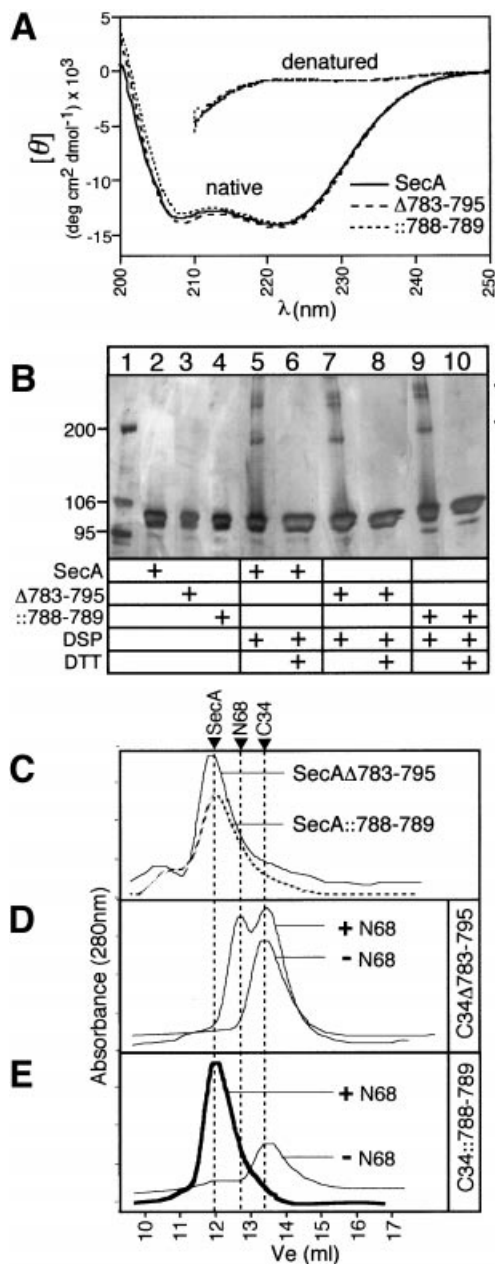 A
[θ]
(deg cm2 dmol-1) x 103
0
-5
-10
-15
denatured
native
SecA
Δ783-795
::788-789
200
210
220
230
240
250
λ(nm)
B
1 2 3 4 5 6 7 8 9 10
200
106
95
SecA + + +
Δ783-795 + + +
::788-789 + + +
DSP + + + + + +
DTT + + +
SecA
N68
C34
C
SecAΔ783-795
SecA::788-789
D
+ N68
- N68
C34Δ783-795
E
+ N68
- N68
C34::788-789
Absorbance (280nm)
10 11 12 13 14 15 16 17
Ve (ml)